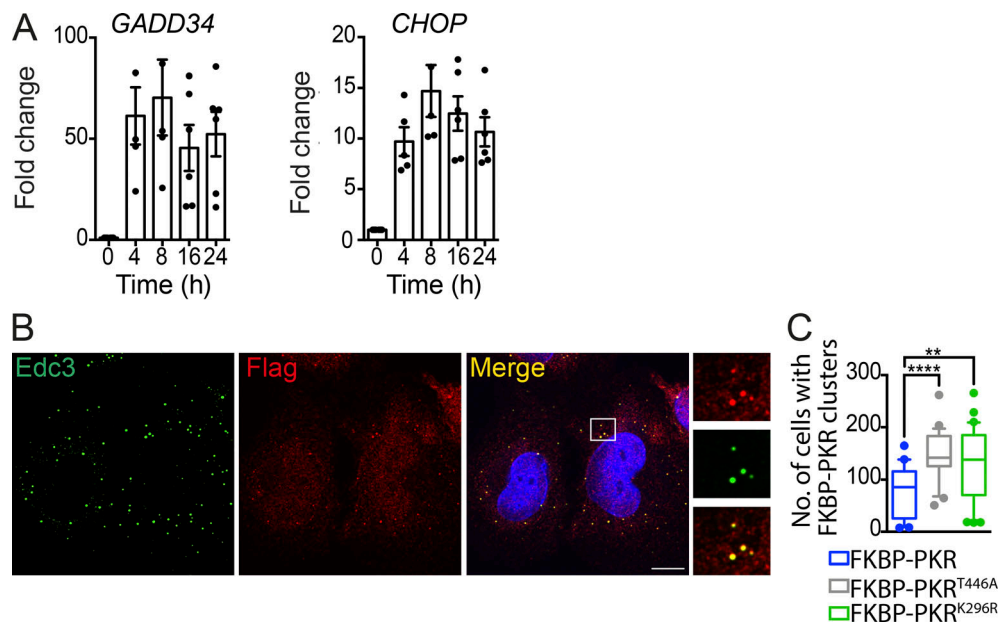 A
GADD34
CHOP
Fold change
100
50
0
0 4 8 16 24
Time (h)
Fold change
20
15
10
5
0
0 4 8 16 24
Time (h)
B
Edc3
Flag
Merge
C
No. of cells with
FKBP-PKR clusters
300
200
100
0
**
****
FKBP-PKR
FKBP-PKRᵀ⁴⁴⁶ᴬ
FKBP-PKRᴷ²⁹⁶ᴿ